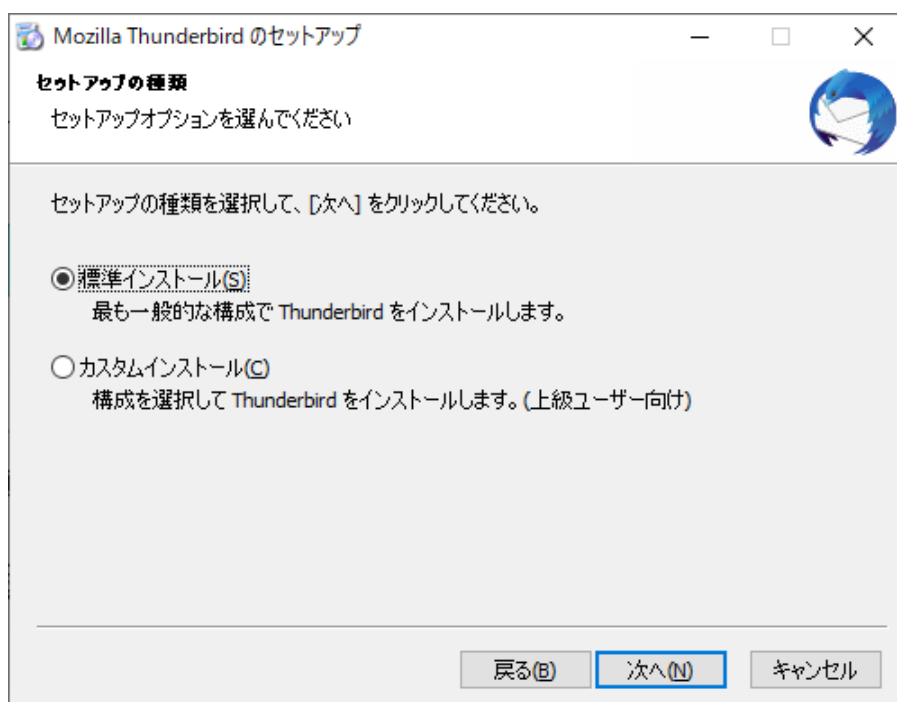 Mozilla Thunderbird のセットアップ
セットアップの種類
セットアップオプションを選んでください
セットアップの種類を選択して、[次へ] をクリックしてください。
標準インストール(S)
最も一般的な構成で Thunderbird をインストールします。
カスタムインストール(C)
構成を選択して Thunderbird をインストールします。(上級ユーザー向け)
戻る(B) 次へ(N) キャンセル